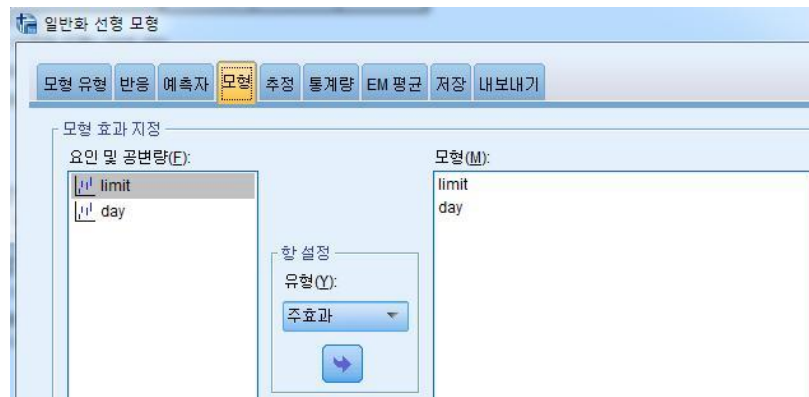 일반화 선형 모형
모형 유형 반응 예측자 모형 추정 통계량 EM 평균 저장 내보내기
모형 효과 지정
요인 및 공변량(F):
모형(M):
limit
day
limit
day
항 설정
유형(Y):
주효과